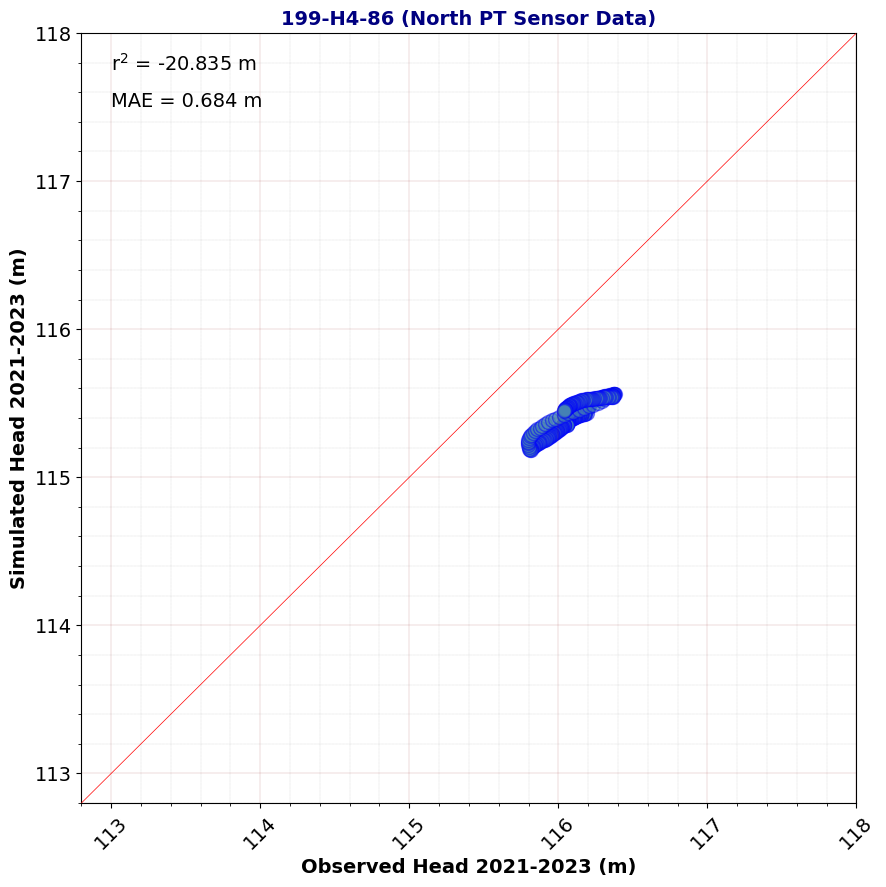 199-H4-86 (North PT Sensor Data)
r² = -20.835 m
MAE = 0.684 m
118
117
116
115
114
113
Simulated Head 2021-2023 (m)
113
114
115
116
117
118
Observed Head 2021-2023 (m)